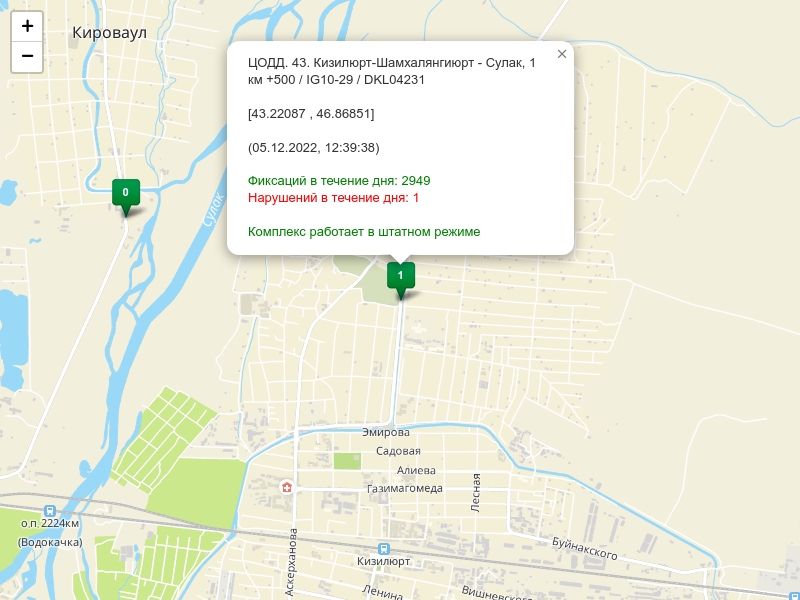 +
−
Кироваул
×
ЦОДД. 43. Кизилюрт-Шамхалянгиюрт - Сулак, 1
км +500 / IG10-29 / DKL04231
[43.22087 , 46.86851]
(05.12.2022, 12:39:38)
Фиксаций в течение дня: 2949
Нарушений в течение дня: 1
Комплекс работает в штатном режиме
0
Сулак
1
Эмирова
Садовая
Алиева
Газимагомеда
Лесная
о.п. 2224км
(Водокачка)
Аскерханова
Буйнакского
Кизилюрт
Ленина
Вишневского